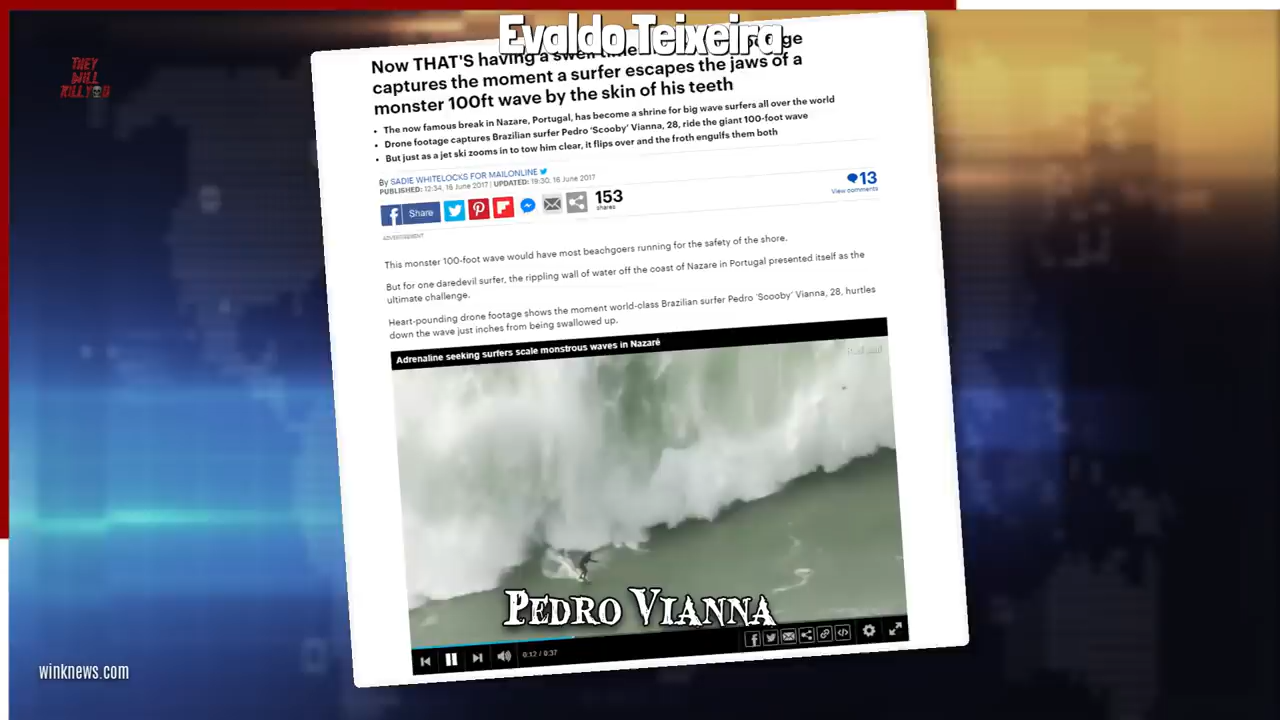 Evaldo Teixeira
THEY
WILL
KILL YOU
Now THAT'S having a swell
captures the moment a surfer escapes the jaws of a
monster 100ft wave by the skin of his teeth
• The now famous break in Nazare, Portugal, has become a shrine for big wave surfers all over the world
• Drone footage captures Brazilian surfer Pedro 'Scooby' Vianna, 28, ride the giant 100-foot wave
• But just as a jet ski zooms in to tow him clear, it flips over and the froth engulfs them both
By SADIE WHITELOCKS FOR MAILONLINE
PUBLISHED: 12:34, 16 June 2017 | UPDATED: 19:30, 16 June 2017
Share
153
shares
13
View comments
ADVERTISEMENT
This monster 100-foot wave would have most beachgoers running for the safety of the shore.
But for one daredevil surfer, the rippling wall of water off the coast of Nazare in Portugal presented itself as the
ultimate challenge.
Heart-pounding drone footage shows the moment world-class Brazilian surfer Pedro 'Scooby' Vianna, 28, hurtles
down the wave just inches from being swallowed up.
Adrenaline seeking surfers scale monstrous waves in Nazaré
PEDRO VIANNA
0:12 / 0:37
winknews.com